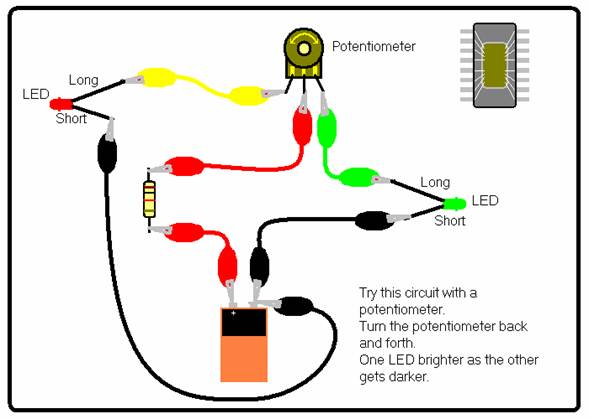 Potentiometer
Long
LED
Short
Long
LED
Short
+
Try this circuit with a
potentiometer.
Turn the potentiometer back
and forth.
One LED brighter as the other
gets darker.